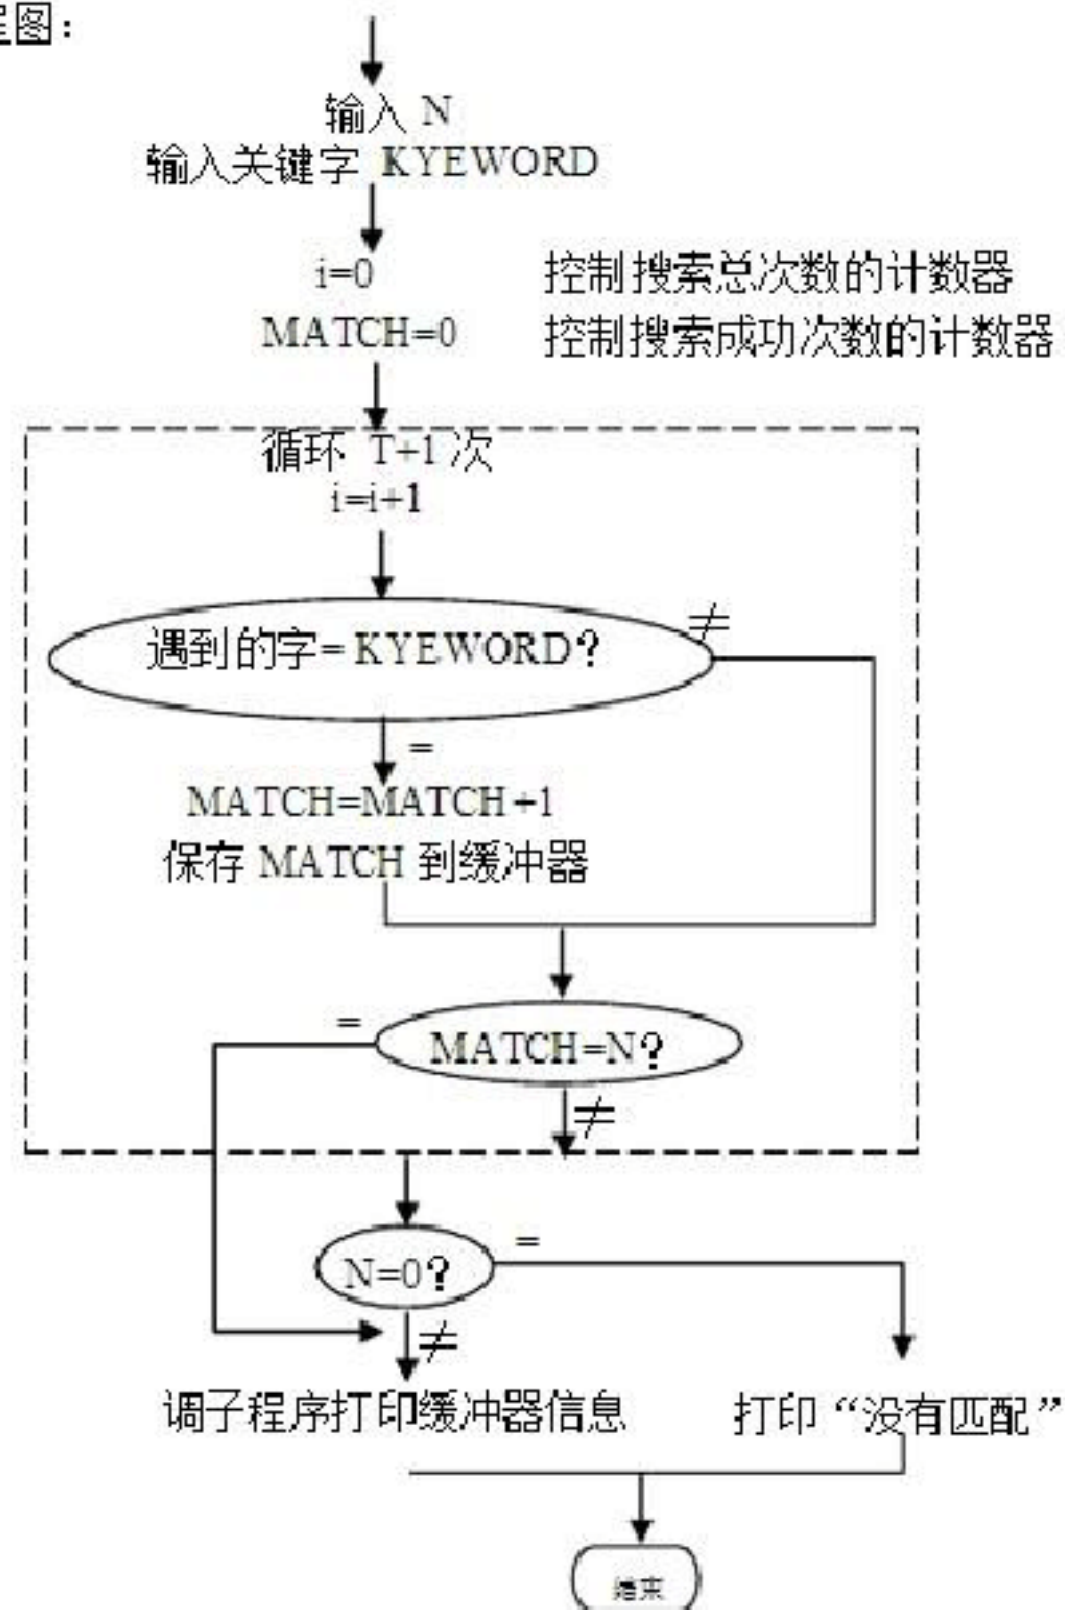 图：
输入 N
输入关键字 KYEWORD
i=0 控制搜索总次数的计数器
MATCH=0 控制搜索成功次数的计数器
循环 T+1 次
i=i+1
遇到的字= KYEWORD？
≠
=
MATCH=MATCH+1
保存 MATCH 到缓冲器
=
MATCH=N？
≠
=
N=0？
≠
调子程序打印缓冲器信息 打印“没有匹配”
结束